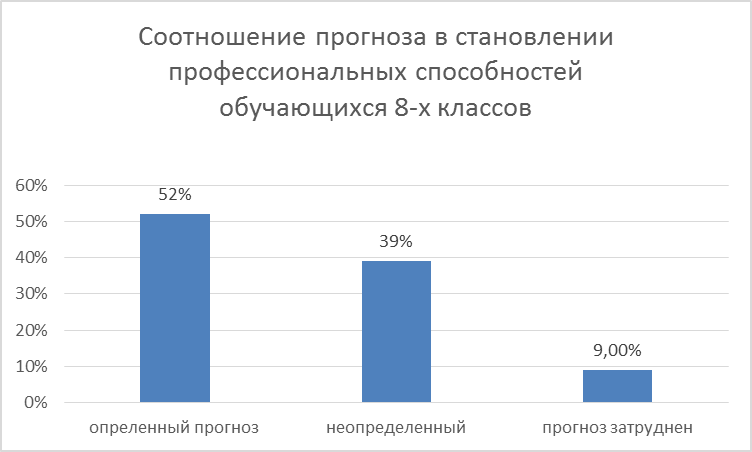 Соотношение прогноза в становлении
профессиональных способностей
обучающихся 8-х классов
60%
50%
40%
30%
20%
10%
0%
52%
39%
9,00%
опреленный прогноз
неопределенный
прогноз затруднен